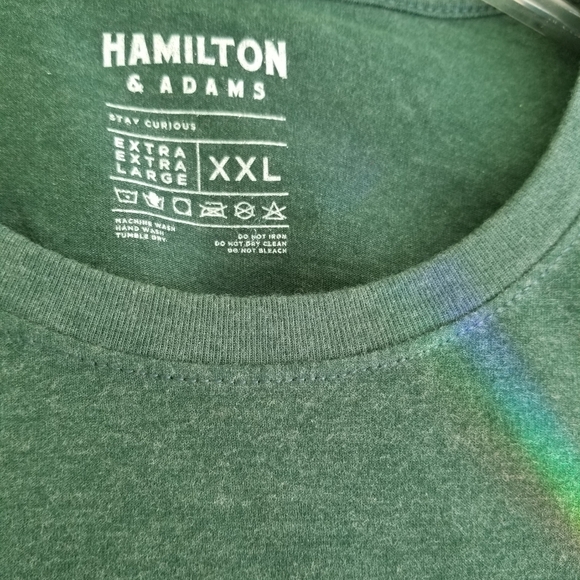 HAMILTON
& ADAMS
STAY CURIOUS
EXTRA
EXTRA
LARGE
XXL
MACHINE WASH
HAND WASH
TUMBLE DRY
DO NOT IRON
DO NOT DRY CLEAN
DO NOT BLEACH